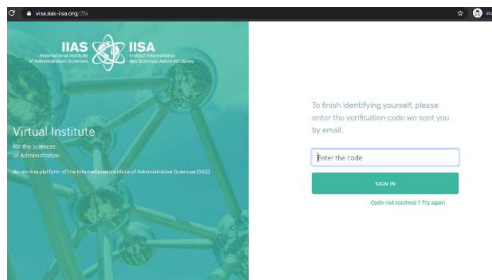 visa.iias-iisa.org/2fa
IIAS IISA
International Institute
of Administrative Sciences
Institut International
des Sciences Administratives
Virtual Institute
for the Sciences
of Administration
An on-line platform of the International Institute of Administrative Sciences (IIAS)
To finish identifying yourself, please
enter the verification code we sent you
by email.
Enter the code
SIGN IN
Code not received ? Try again